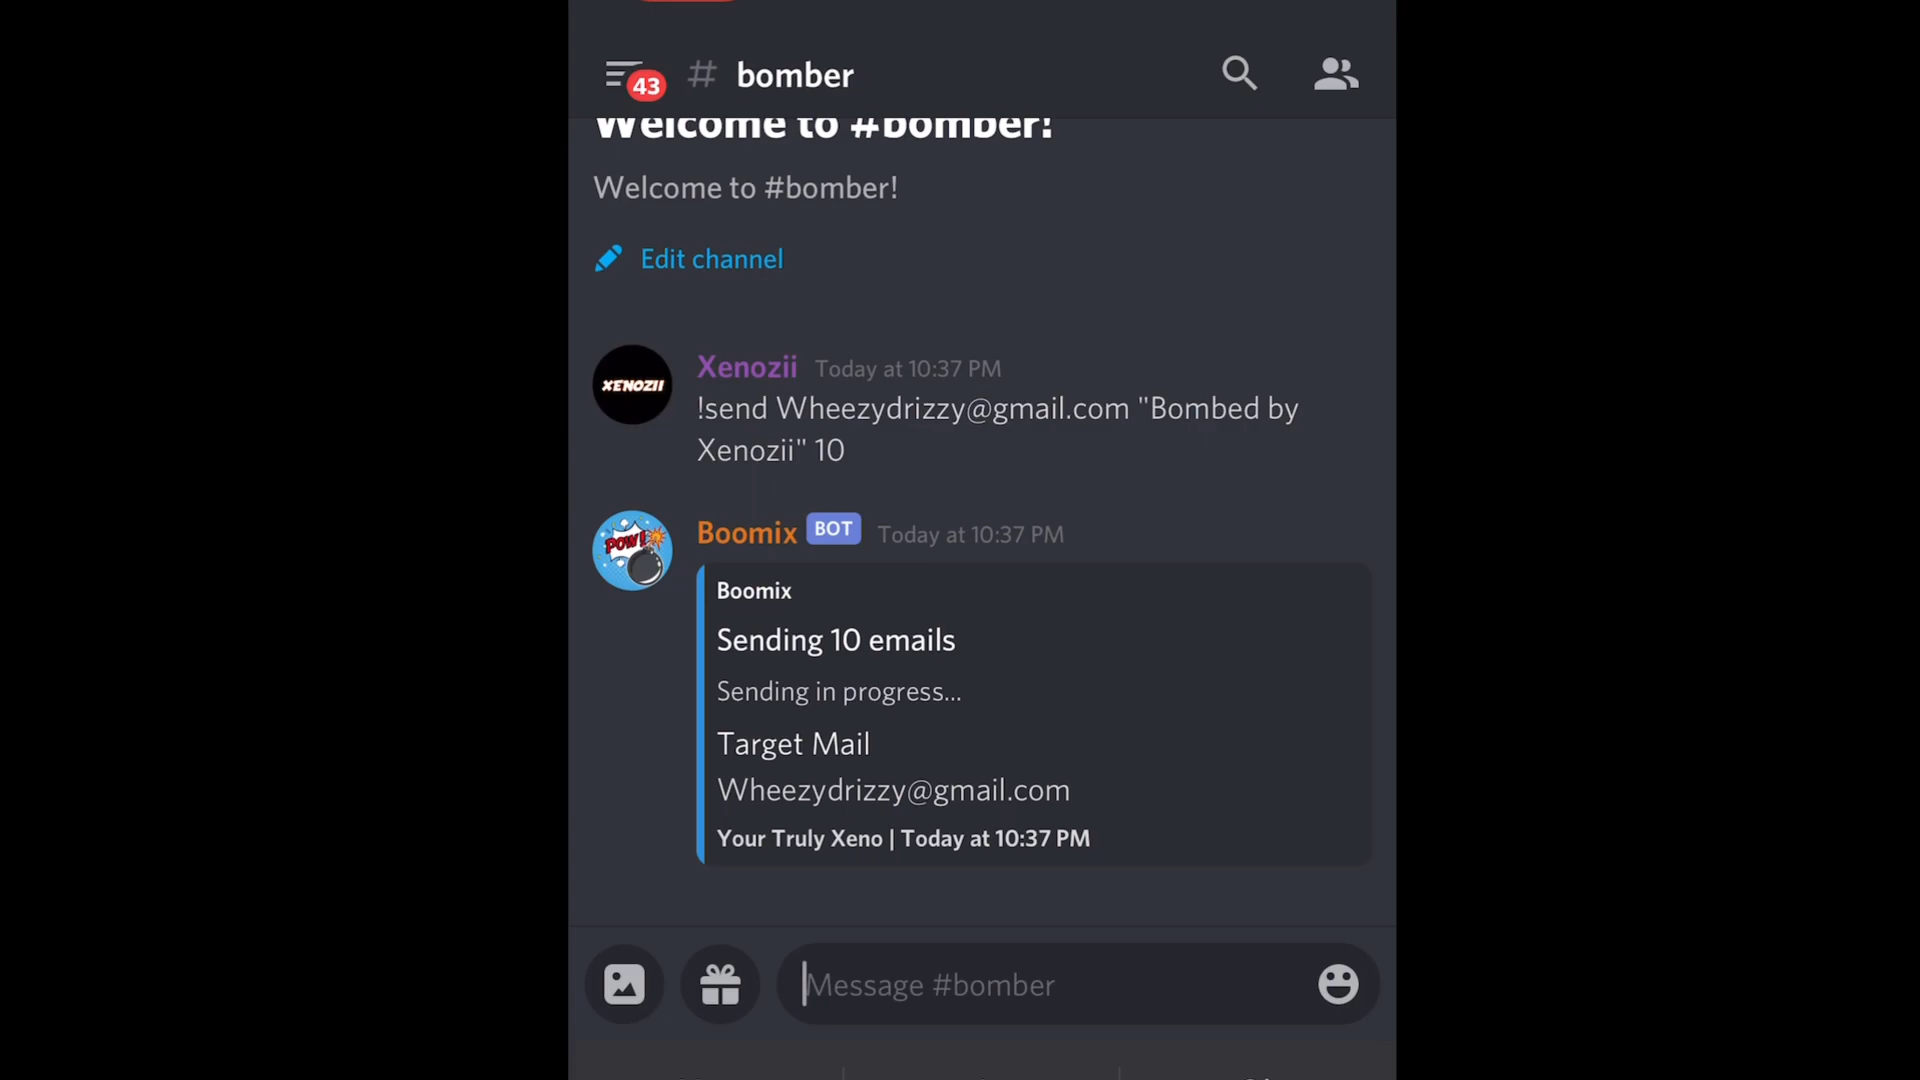 43 # bomber
Welcome to #bomber!
Welcome to #bomber!
Edit channel
XENOZII
Xenozii Today at 10:37 PM
!send Wheezydrizzy@gmail.com "Bombed by
Xenozii" 10
POW!
Boomix BOT Today at 10:37 PM
Boomix
Sending 10 emails
Sending in progress...
Target Mail
Wheezydrizzy@gmail.com
Your Truly Xeno | Today at 10:37 PM
Message #bomber